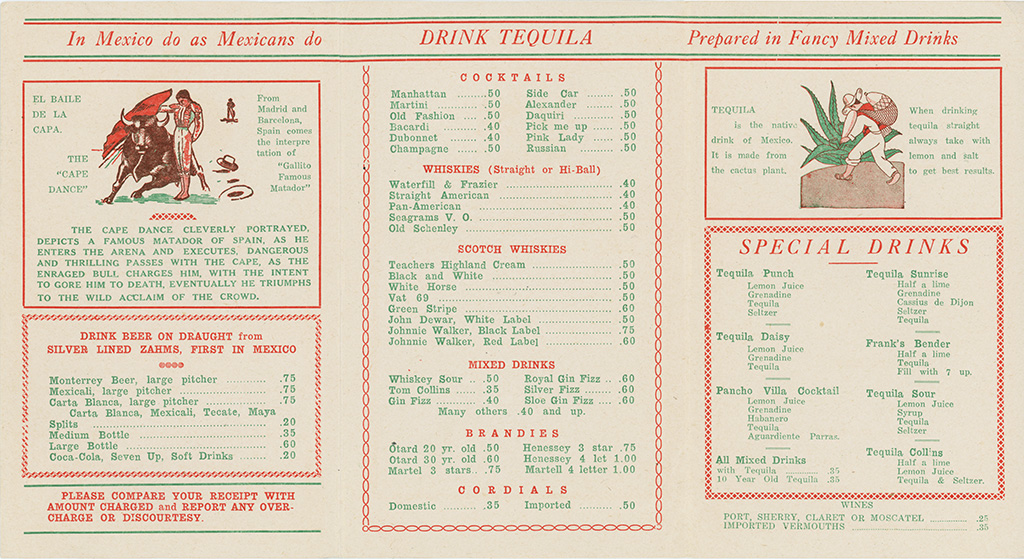 In Mexico do as Mexicans do
DRINK TEQUILA
Prepared in Fancy Mixed Drinks
EL BAILE
DE LA
CAPA.
THE
"CAPE
DANCE"
From
Madrid and
Barcelona,
Spain comes
the interpre
tation of
"Gallito
Famous
Matador"
THE CAPE DANCE CLEVERLY PORTRAYED,
DEPICTS A FAMOUS MATADOR OF SPAIN, AS HE
ENTERS THE ARENA AND EXECUTES, DANGEROUS
AND THRILLING PASSES WITH THE CAPE, AS THE
ENRAGED BULL CHARGES HIM, WITH THE INTENT
TO GORE HIM TO DEATH, EVENTUALLY HE TRIUMPHS
TO THE WILD ACCLAIM OF THE CROWD.
DRINK BEER ON DRAUGHT from
SILVER LINED ZAHMS, FIRST IN MEXICO
Monterrey Beer, large pitcher ........... .75
Mexicali, large pitcher .................. .75
Carta Blanca, large pitcher .............. .75
Carta Blanca, Mexicali, Tecate, Maya
Splits .................................. .20
Medium Bottle ........................... .35
Large Bottle ............................ .60
Coca-Cola, Seven Up, Soft Drinks ........ .20
PLEASE COMPARE YOUR RECEIPT WITH
AMOUNT CHARGED and REPORT ANY OVER-
CHARGE OR DISCOURTESY.
COCKTAILS
Manhattan ......... .50 Side Car ....... .50
Martini ........ .50 Alexander ....... .50
Old Fashion .... .50 Daquiri ........ .50
Bacardi ........ .40 Pick me up ..... .50
Dubonnet ....... .40 Pink Lady ...... .50
Champagne ...... .50 Russian ........ .50
WHISKIES (Straight or Hi-Ball)
Waterfill & Frazier ..................... .40
Straight American ....................... .40
Pan-American ............................ .40
Seagrams V. O. .......................... .50
Old Schenley ............................ .50
SCOTCH WHISKIES
Teachers Highland Cream ................. .50
Black and White ......................... .50
White Horse ............................. .50
Vat 69 .................................. .50
Green Stripe ............................ .60
John Dewar, White Label ................. .50
Johnnie Walker, Black Label ............. .75
Johnnie Walker, Red Label ............... .60
MIXED DRINKS
Whiskey Sour .. .50 Royal Gin Fizz .. .60
Tom Collins .... .35 Silver Fizz ..... .60
Gin Fizz ....... .40 Sloe Gin Fizz ... .60
Many others .40 and up.
BRANDIES
Otard 20 yr. old .50 Henessey 3 star .75
Otard 30 yr. old .60 Henessey 4 lct 1.00
Martel 3 stars.. .75 Martell 4 letter 1.00
CORDIALS
Domestic ....... .35 Imported ....... .50
TEQUILA
is the native
drink of Mexico.
It is made from
the cactus plant.
When drinking
tequila straight
always take with
lemon and salt
to get best results.
SPECIAL DRINKS
Tequila Punch
Lemon Juice
Grenadine
Tequila
Seltzer
Tequila Daisy
Lemon Juice
Grenadine
Tequila
Pancho Villa Cocktail
Lemon Juice
Grenadine
Habanero
Tequila
Aguardiente Parras.
All Mixed Drinks
with Tequila ............ .35
10 Year Old Tequila .35
Tequila Sunrise
Half a lime
Grenadine
Cassius de Dijon
Seltzer
Tequila
Frank's Bender
Half a lime
Tequila
Fill with 7 up.
Tequila Sour
Lemon Juice
Syrup
Tequila
Seltzer
Tequila Collins
Half a lime
Lemon Juice
Tequila & Seltzer.
WINES
PORT, SHERRY, CLARET OR MOSCATEL ............ .25
IMPORTED VERMOUTHS .......................... .35